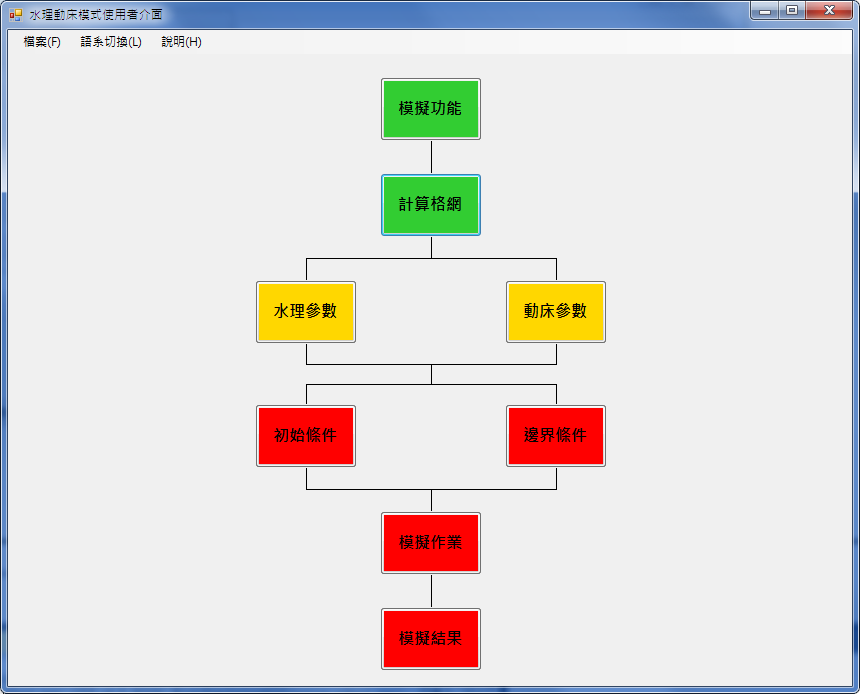 水理動床模式使用者介面
檔案(F) 語系切換(L) 說明(H)
模擬功能
計算格網
水理參數 動床參數
初始條件 邊界條件
模擬作業
模擬結果